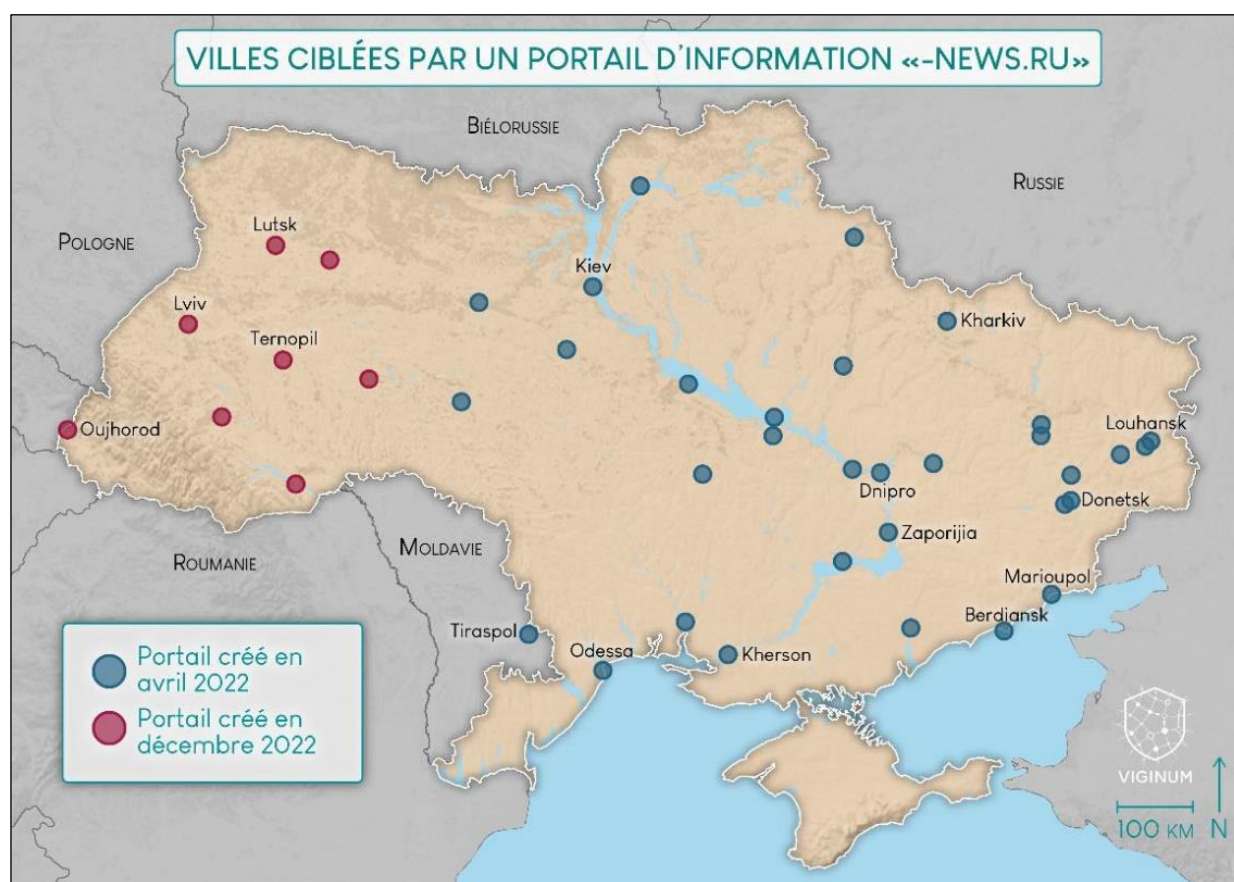 VILLES CIBLÉES PAR UN PORTAIL D'INFORMATION «-NEWS.RU»
BIÉLORUSSIE
RUSSIE
POLOGNE
Lutsk
Kiev
Lviv
Kharkiv
Ternopil
Oujhorod
Louhansk
Dnipro
Donetsk
Zaporijia
MOLDAVIE
ROUMANIE
Marioupol
Berdiansk
Tiraspol
Odessa
Kherson
Portail créé en
avril 2022
Portail créé en
décembre 2022
VIGINUM
100 KM
N